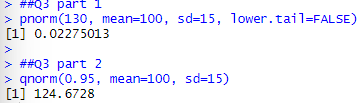 > ##Q3 part 1
> pnorm(130, mean=100, sd=15, lower.tail=FALSE)
[1] 0.02275013
>
> ##Q3 part 2
> qnorm(0.95, mean=100, sd=15)
[1] 124.6728